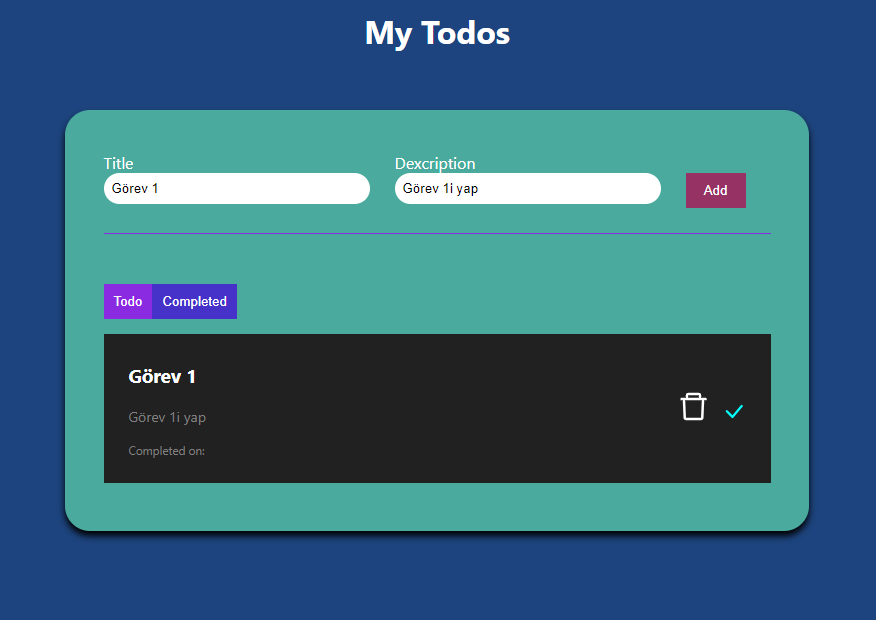 My Todos
Title
Dexcription
Görev 1
Görev 1i yap
Add
Todo
Completed
Görev 1
Görev 1i yap
Completed on: